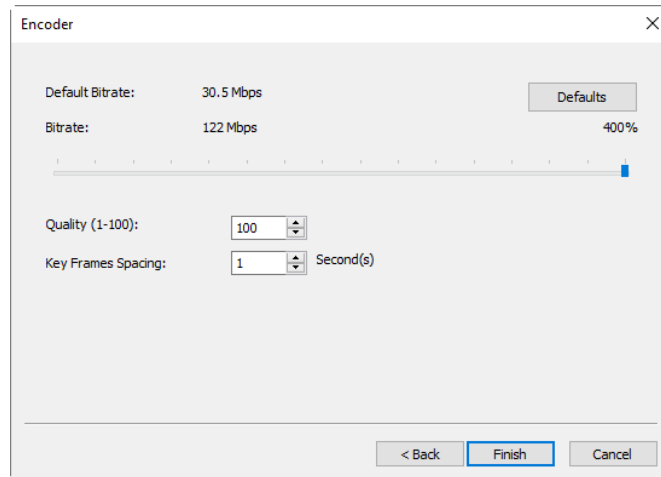 Encoder
Default Bitrate: 30.5 Mbps Defaults
Bitrate: 122 Mbps 400%
Quality (1-100): 100
Key Frames Spacing: 1 Second(s)
< Back Finish Cancel